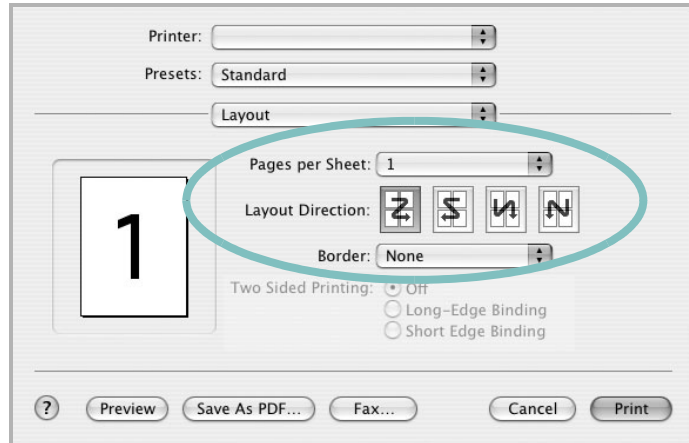 Printer:
Presets: Standard
Layout
Pages per Sheet: 1
1
Layout Direction:
Border: None
Two Sided Printing: Off
Long-Edge Binding
Short Edge Binding
? Preview Save As PDF... Fax... Cancel Print